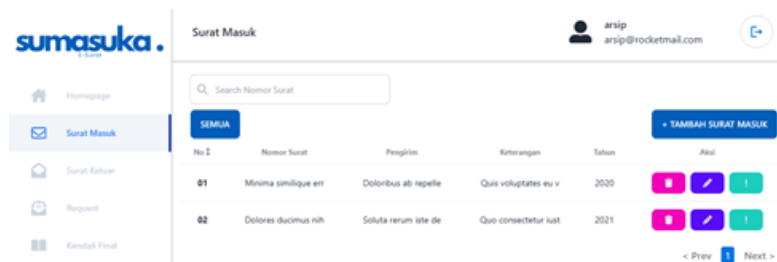 sumasuka.
E-Surat
Surat Masuk
arsip
arsip@rocketmail.com
Homepage
Surat Masuk
Surat Keluar
Request
Kendali Final
Search Nomor Surat
SEMUA
+ TAMBAH SURAT MASUK
No Nomor Surat Pengirim Keterangan Tahun Aksi
01 Minima similique err Doloribus ab repelle Quis voluptates eu v 2020
02 Dolores ducimus nih Soluta rerum iste de Quo consectetur iust 2021
< Prev 1 Next >